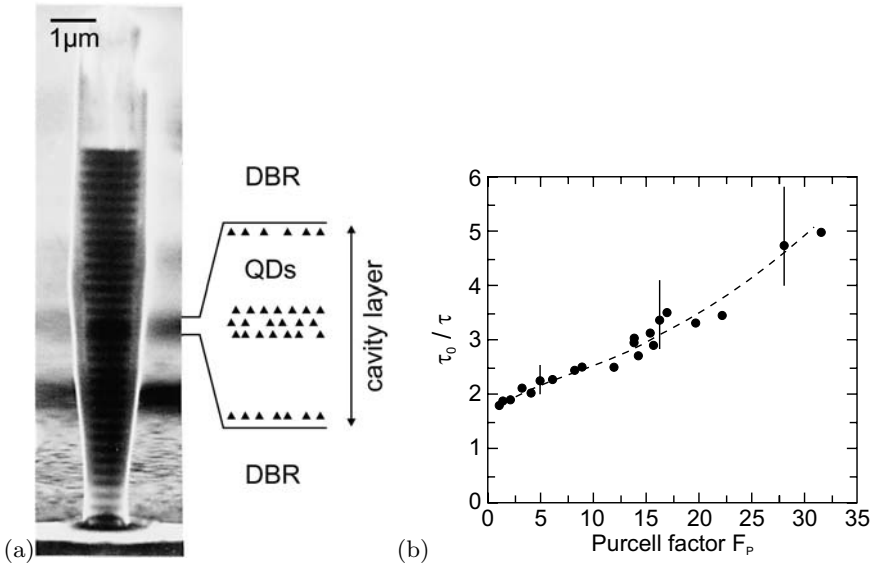 1μm
DBR
QDs
cavity layer
DBR
(a)
6
5
4
3
2
1
0
τ₀ / τ
0 5 10 15 20 25 30 35
Purcell factor F_P
(b)